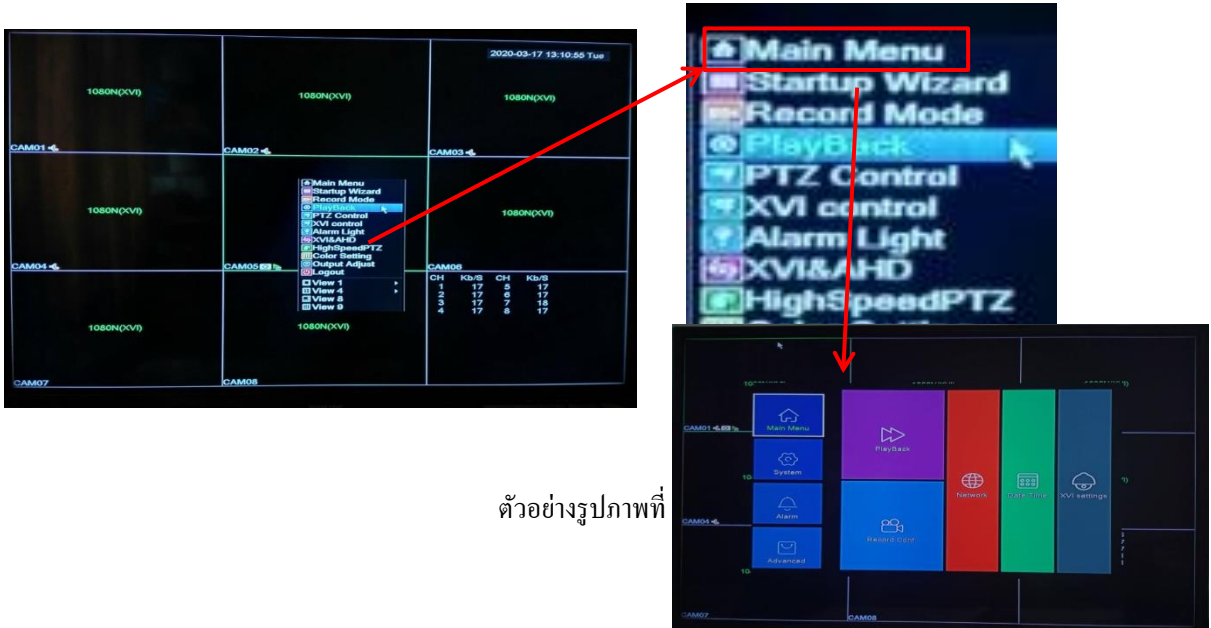 2020-03-17 13:10:55 Tue
1080N(XVI)
1080N(XVI)
1080N(XVI)
CAM01
CAM02
CAM03
1080N(XVI)
1080N(XVI)
Main Menu
Startup Wizard
Record Mode
PlayBack
PTZ Control
XVI control
Alarm Light
XVI&AHD
HighSpeedPTZ
Color Setting
Output Adjust
Logout
View 1
View 4
View 8
View 9
CAM04
CAM05
CAM06
CH Kb/S CH Kb/S
1 17 5 17
2 17 6 17
3 17 7 18
4 17 8 17
1080N(XVI)
1080N(XVI)
CAM07
CAM08
Main Menu
Startup Wizard
Record Mode
PlayBack
PTZ Control
XVI control
Alarm Light
XVI&AHD
HighSpeedPTZ
ตัวอย่างรูปภาพที่
CAM01
Main Menu
System
Alarm
Advanced
PlayBack
Record Conf
Network
Date Time
XVI settings
CAM04
CAM07
CAM08